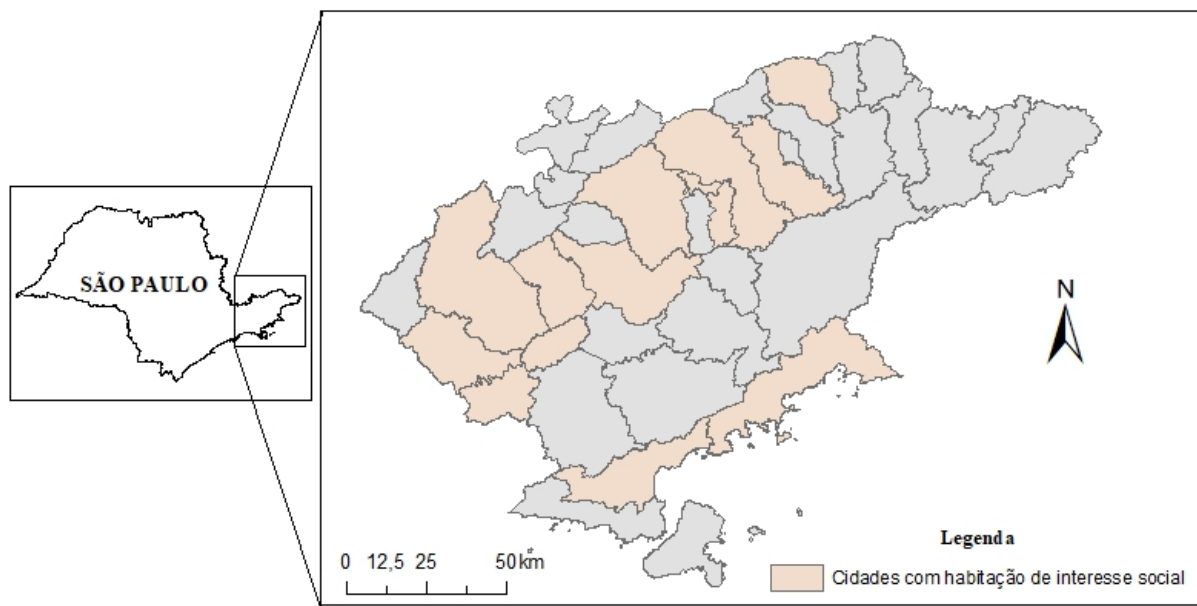 SÃO PAULO
N
0 12,5 25 50 km
Legenda
Cidades com habitação de interesse social